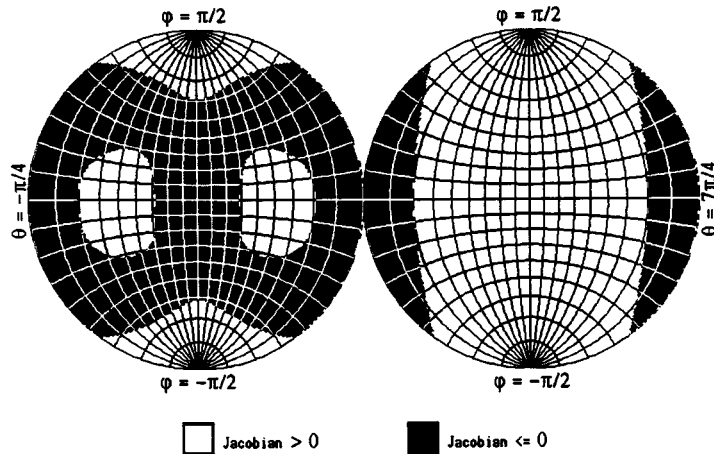 φ = π/2
φ = π/2
θ = −π/4
θ = 7π/4
φ = −π/2
φ = −π/2
Jacobian > 0
Jacobian <= 0